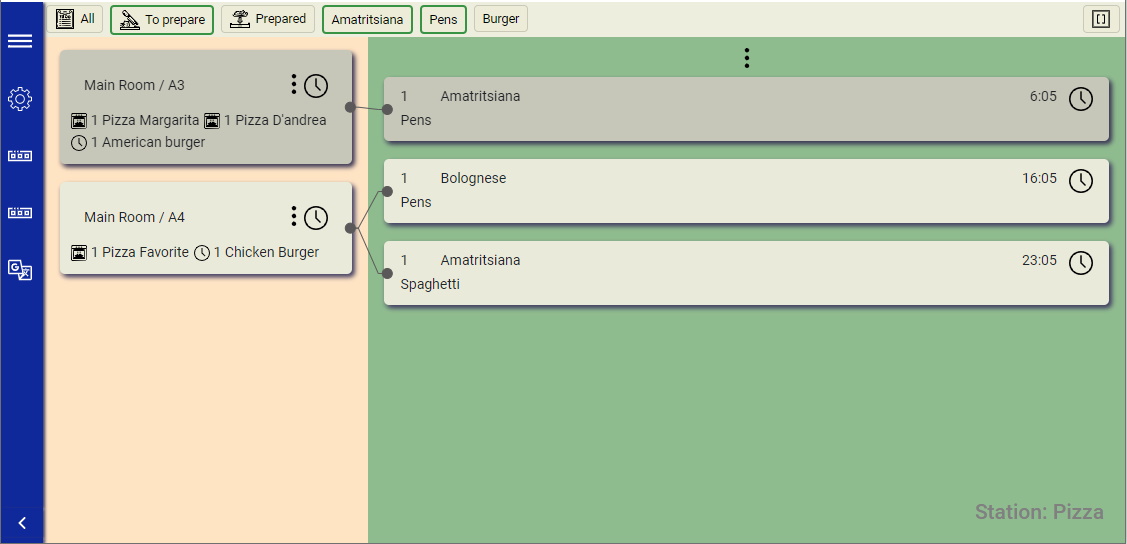 All To prepare Prepared Amatritsiana Pens Burger
Main Room / A3
1 Pizza Margarita 1 Pizza D'andrea
1 American burger
Main Room / A4
1 Pizza Favorite 1 Chicken Burger
1 Amatritsiana 6:05
Pens
1 Bolognese 16:05
Pens
1 Amatritsiana 23:05
Spaghetti
Station: Pizza